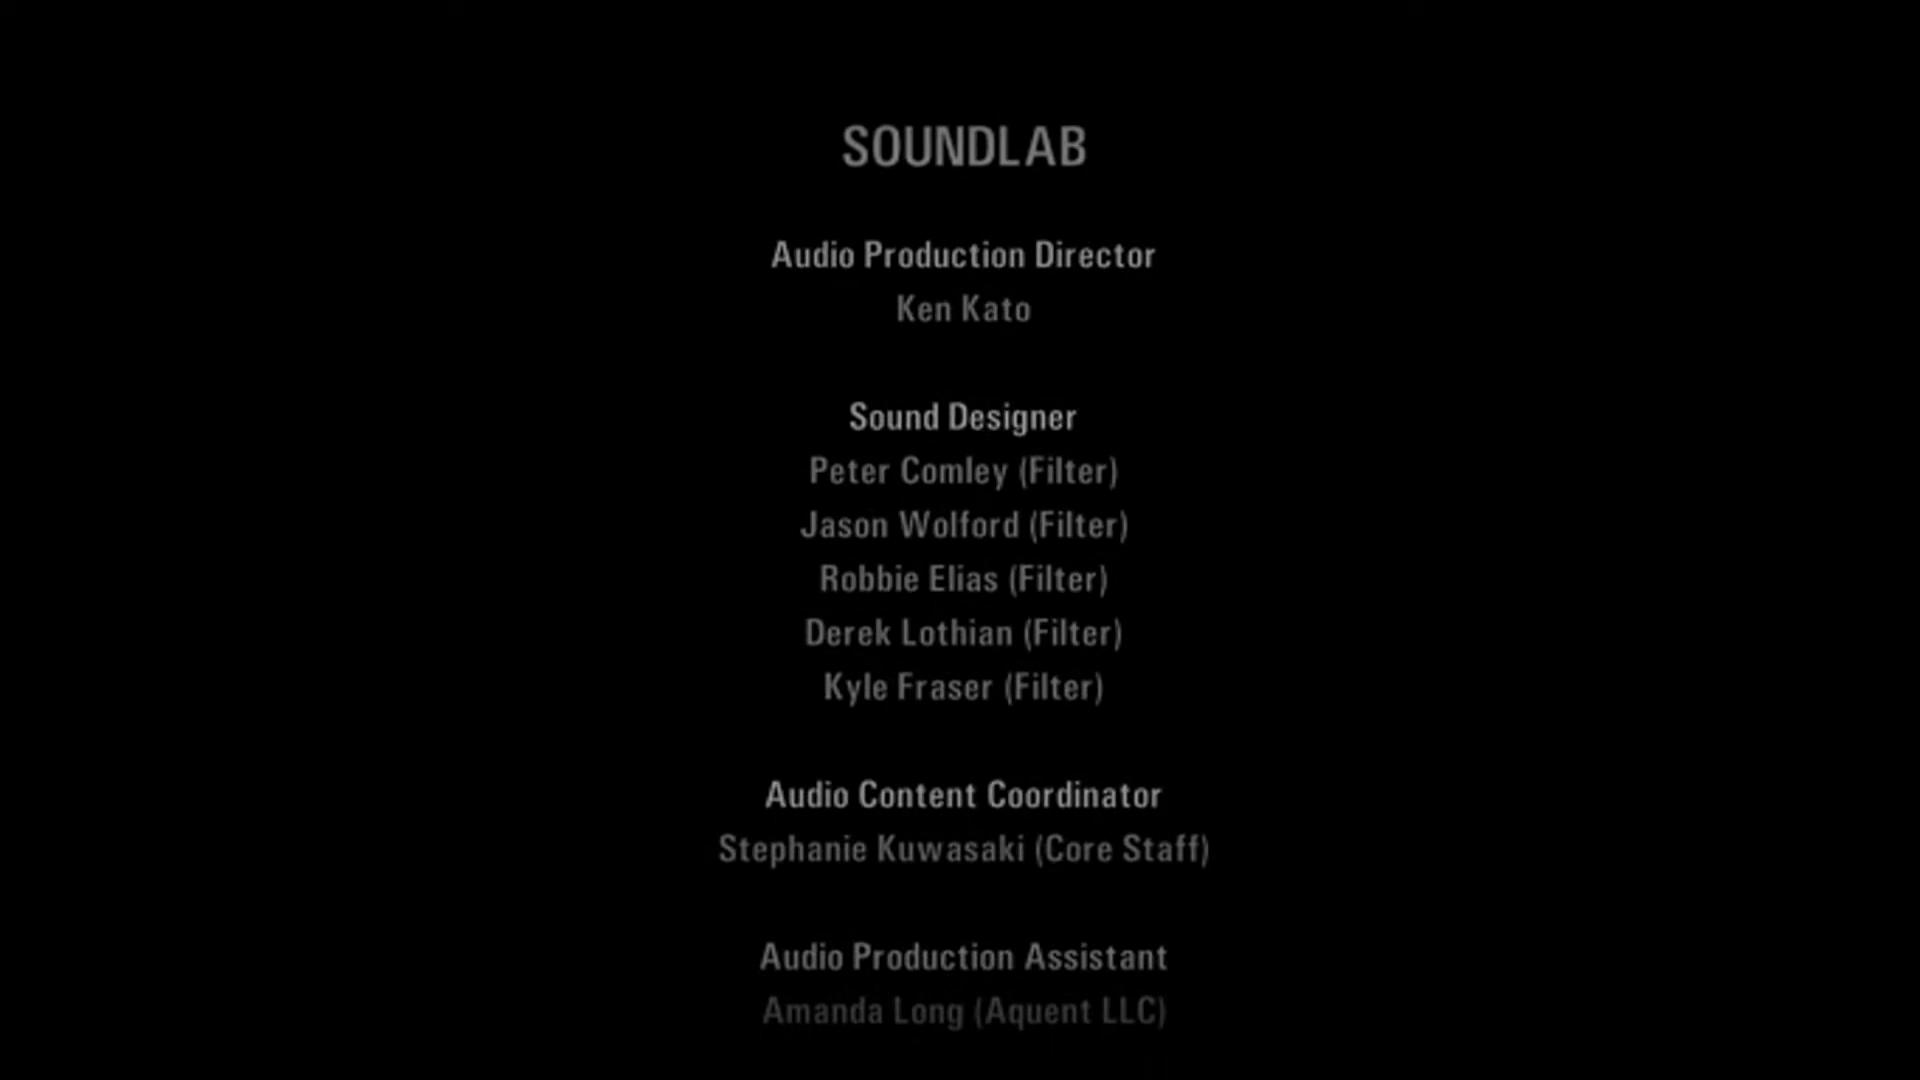 SOUNDLAB
Audio Production Director
Ken Kato
Sound Designer
Peter Comley (Filter)
Jason Wolford (Filter)
Robbie Elias (Filter)
Derek Lothian (Filter)
Kyle Fraser (Filter)
Audio Content Coordinator
Stephanie Kuwasaki (Core Staff)
Audio Production Assistant
Amanda Long (Aquent LLC)